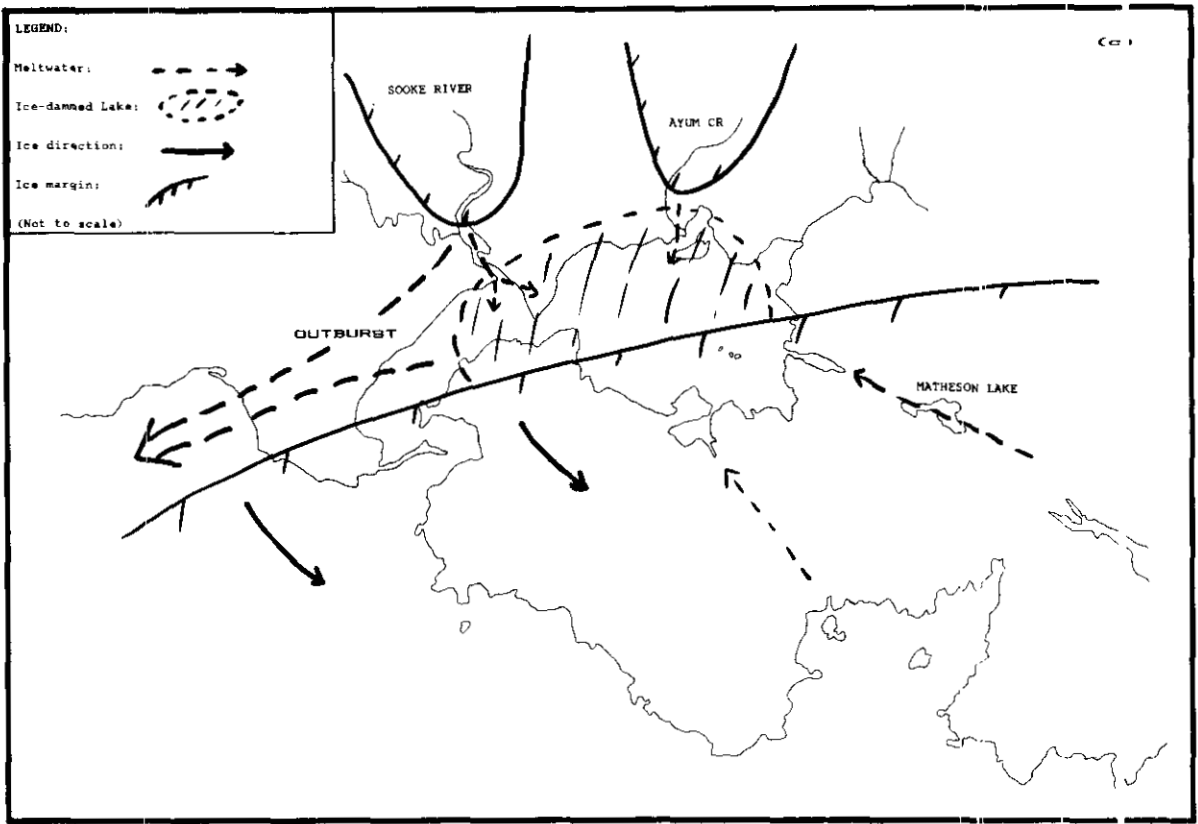 LEGEND:
Meltwater:
Ice-dammed Lake:
Ice direction:
Ice margin:
(Not to scale)
SOOKE RIVER
AYUM CR
OUTBURST
MATHESON LAKE